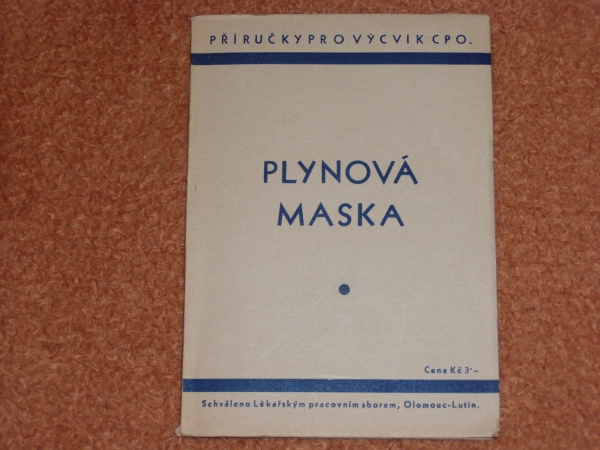 PŘÍRUČKY PRO VÝCVIK CPO.
PLYNOVÁ
MASKA
Cena Kč 3·–
Schváleno Lékařským pracovním sborem, Olomouc-Lutín.